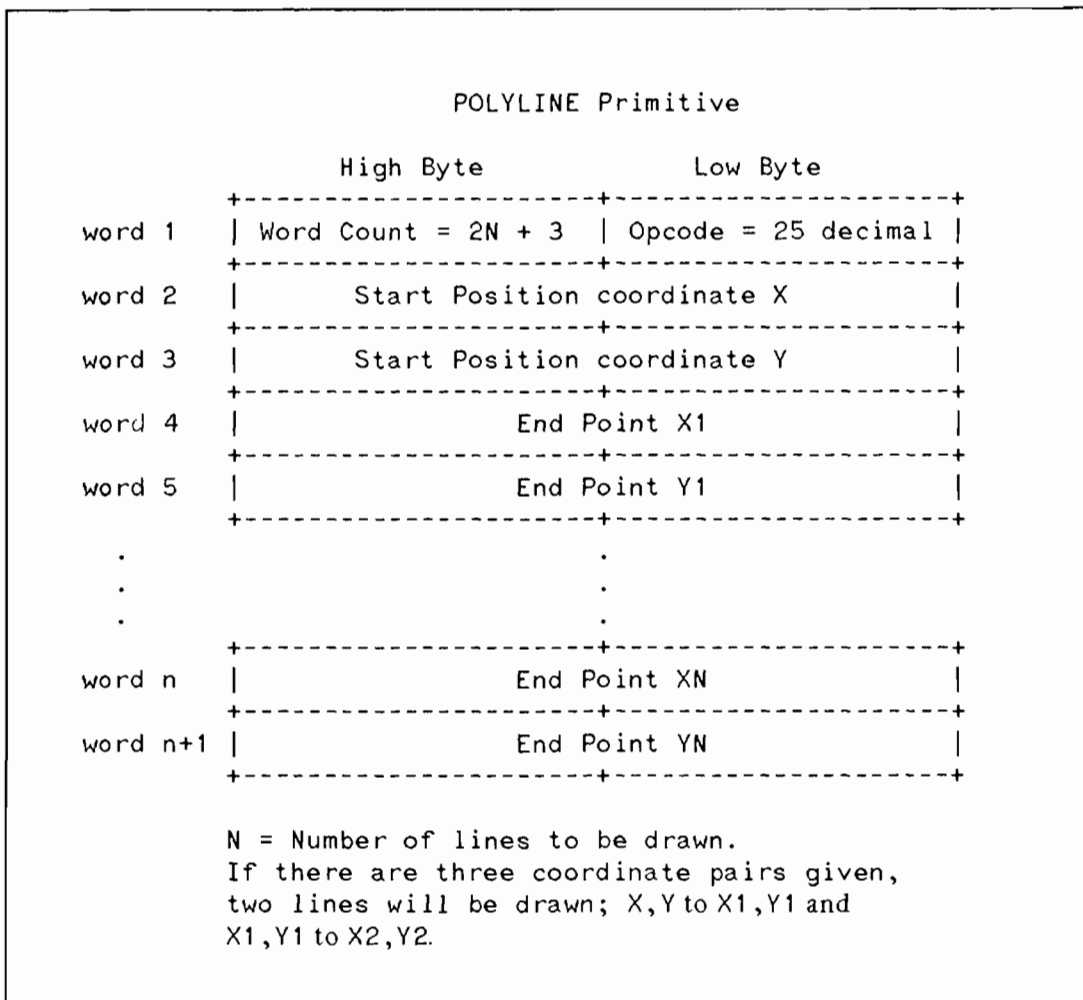 POLYLINE Primitive
High Byte Low Byte
+----------------------+---------------------+
word 1 | Word Count = 2N + 3 | Opcode = 25 decimal |
+----------------------+---------------------+
word 2 | Start Position coordinate X |
+----------------------+---------------------+
word 3 | Start Position coordinate Y |
+----------------------+---------------------+
word 4 | End Point X1 |
+----------------------+---------------------+
word 5 | End Point Y1 |
+----------------------+---------------------+
. .
. .
. .
+----------------------+---------------------+
word n | End Point XN |
+----------------------+---------------------+
word n+1 | End Point YN |
+----------------------+---------------------+
N = Number of lines to be drawn.
If there are three coordinate pairs given,
two lines will be drawn; X,Y to X1,Y1 and
X1,Y1 to X2,Y2.